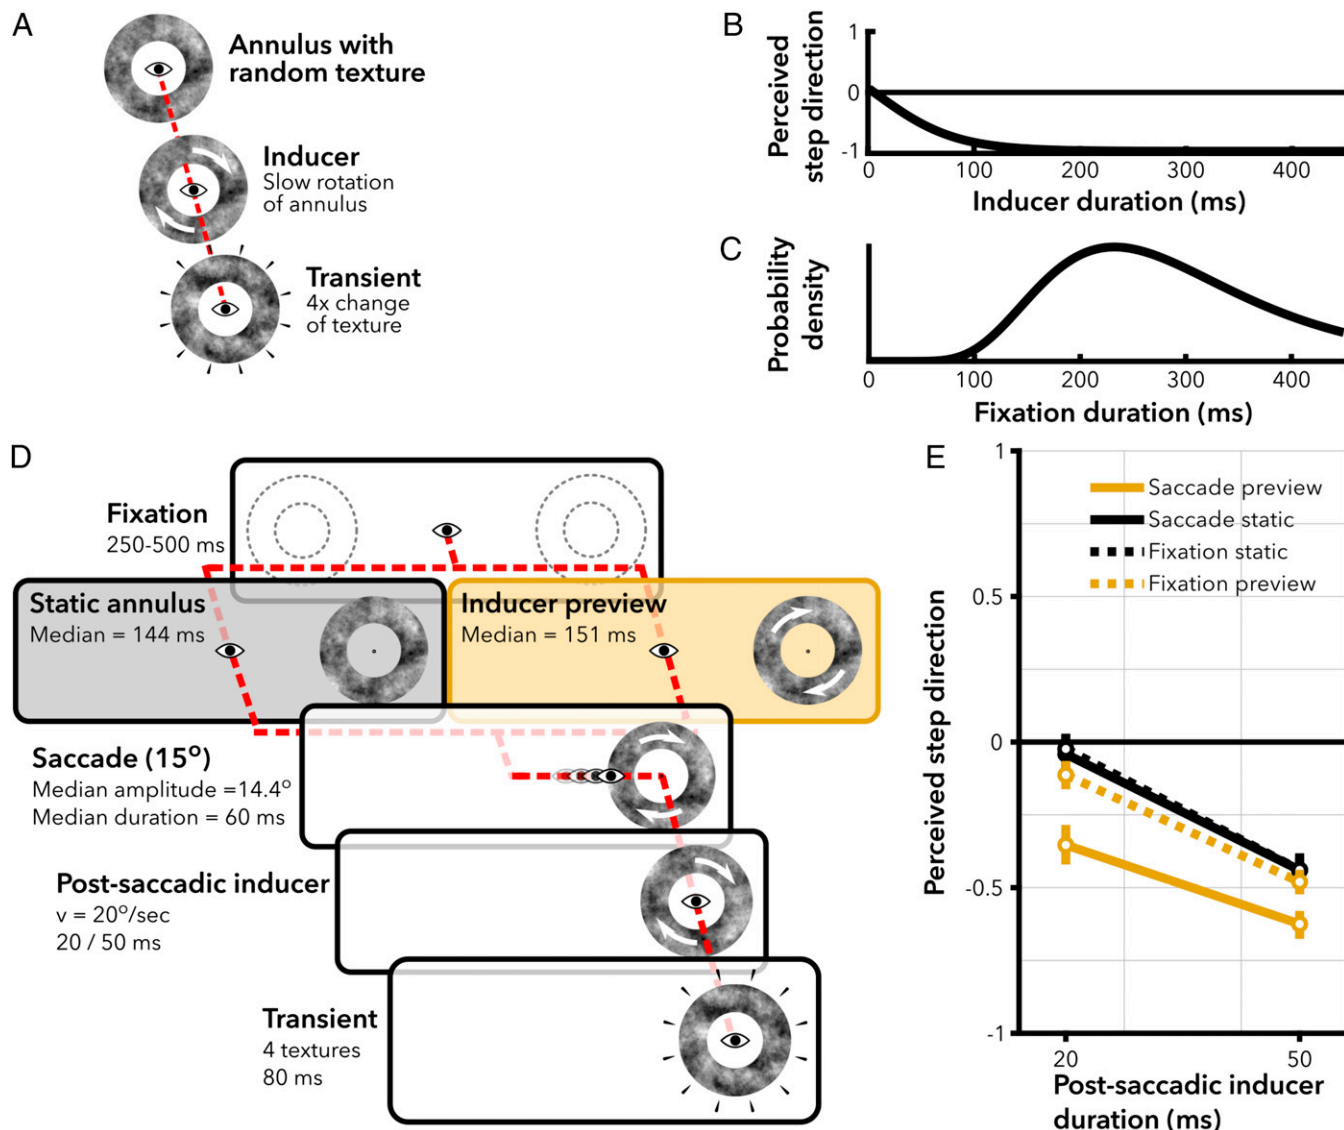 A
Annulus with
random texture
Inducer
Slow rotation
of annulus
Transient
4x change
of texture
B
Perceived
step direction
1
0
-1
0
100
200
300
400
Inducer duration (ms)
C
Probability
density
0
100
200
300
400
Fixation duration (ms)
D
Fixation
250-500 ms
Static annulus
Median = 144 ms
Inducer preview
Median = 151 ms
Saccade (15º)
Median amplitude =14.4º
Median duration = 60 ms
Post-saccadic inducer
v = 20º/sec
20 / 50 ms
Transient
4 textures
80 ms
E
Perceived step direction
1
0.5
0
-0.5
-1
Saccade preview
Saccade static
Fixation static
Fixation preview
20
50
Post-saccadic inducer
duration (ms)